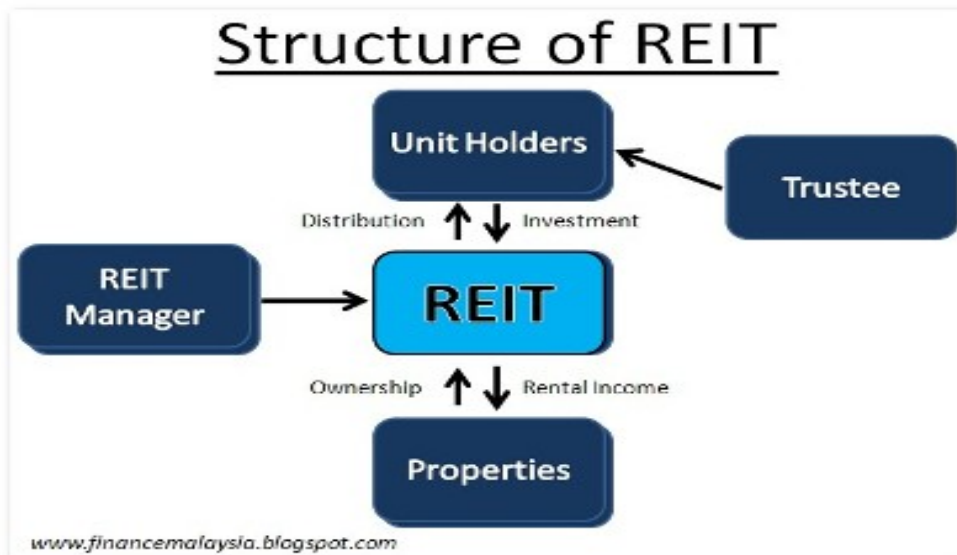 Structure of REIT
Unit Holders
Trustee
Distribution
Investment
REIT
Manager
REIT
Ownership
Rental Income
Properties
www.financemalaysia.blogspot.com